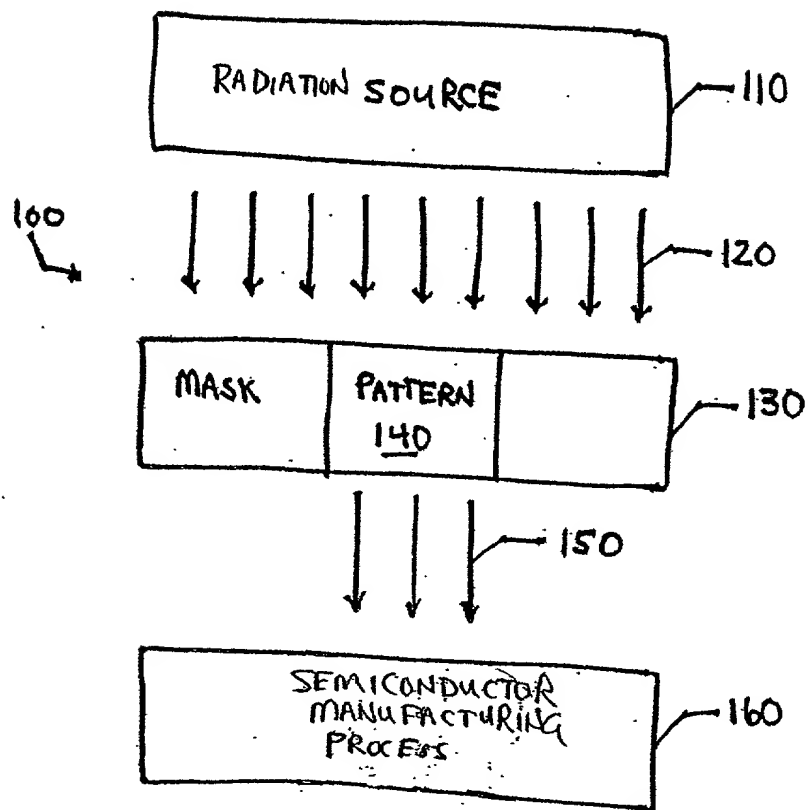 RADIATION SOURCE
110
100
120
MASK
PATTERN
140
130
150
SEMICONDUCTOR
MANUFACTURING
PROCESS
160